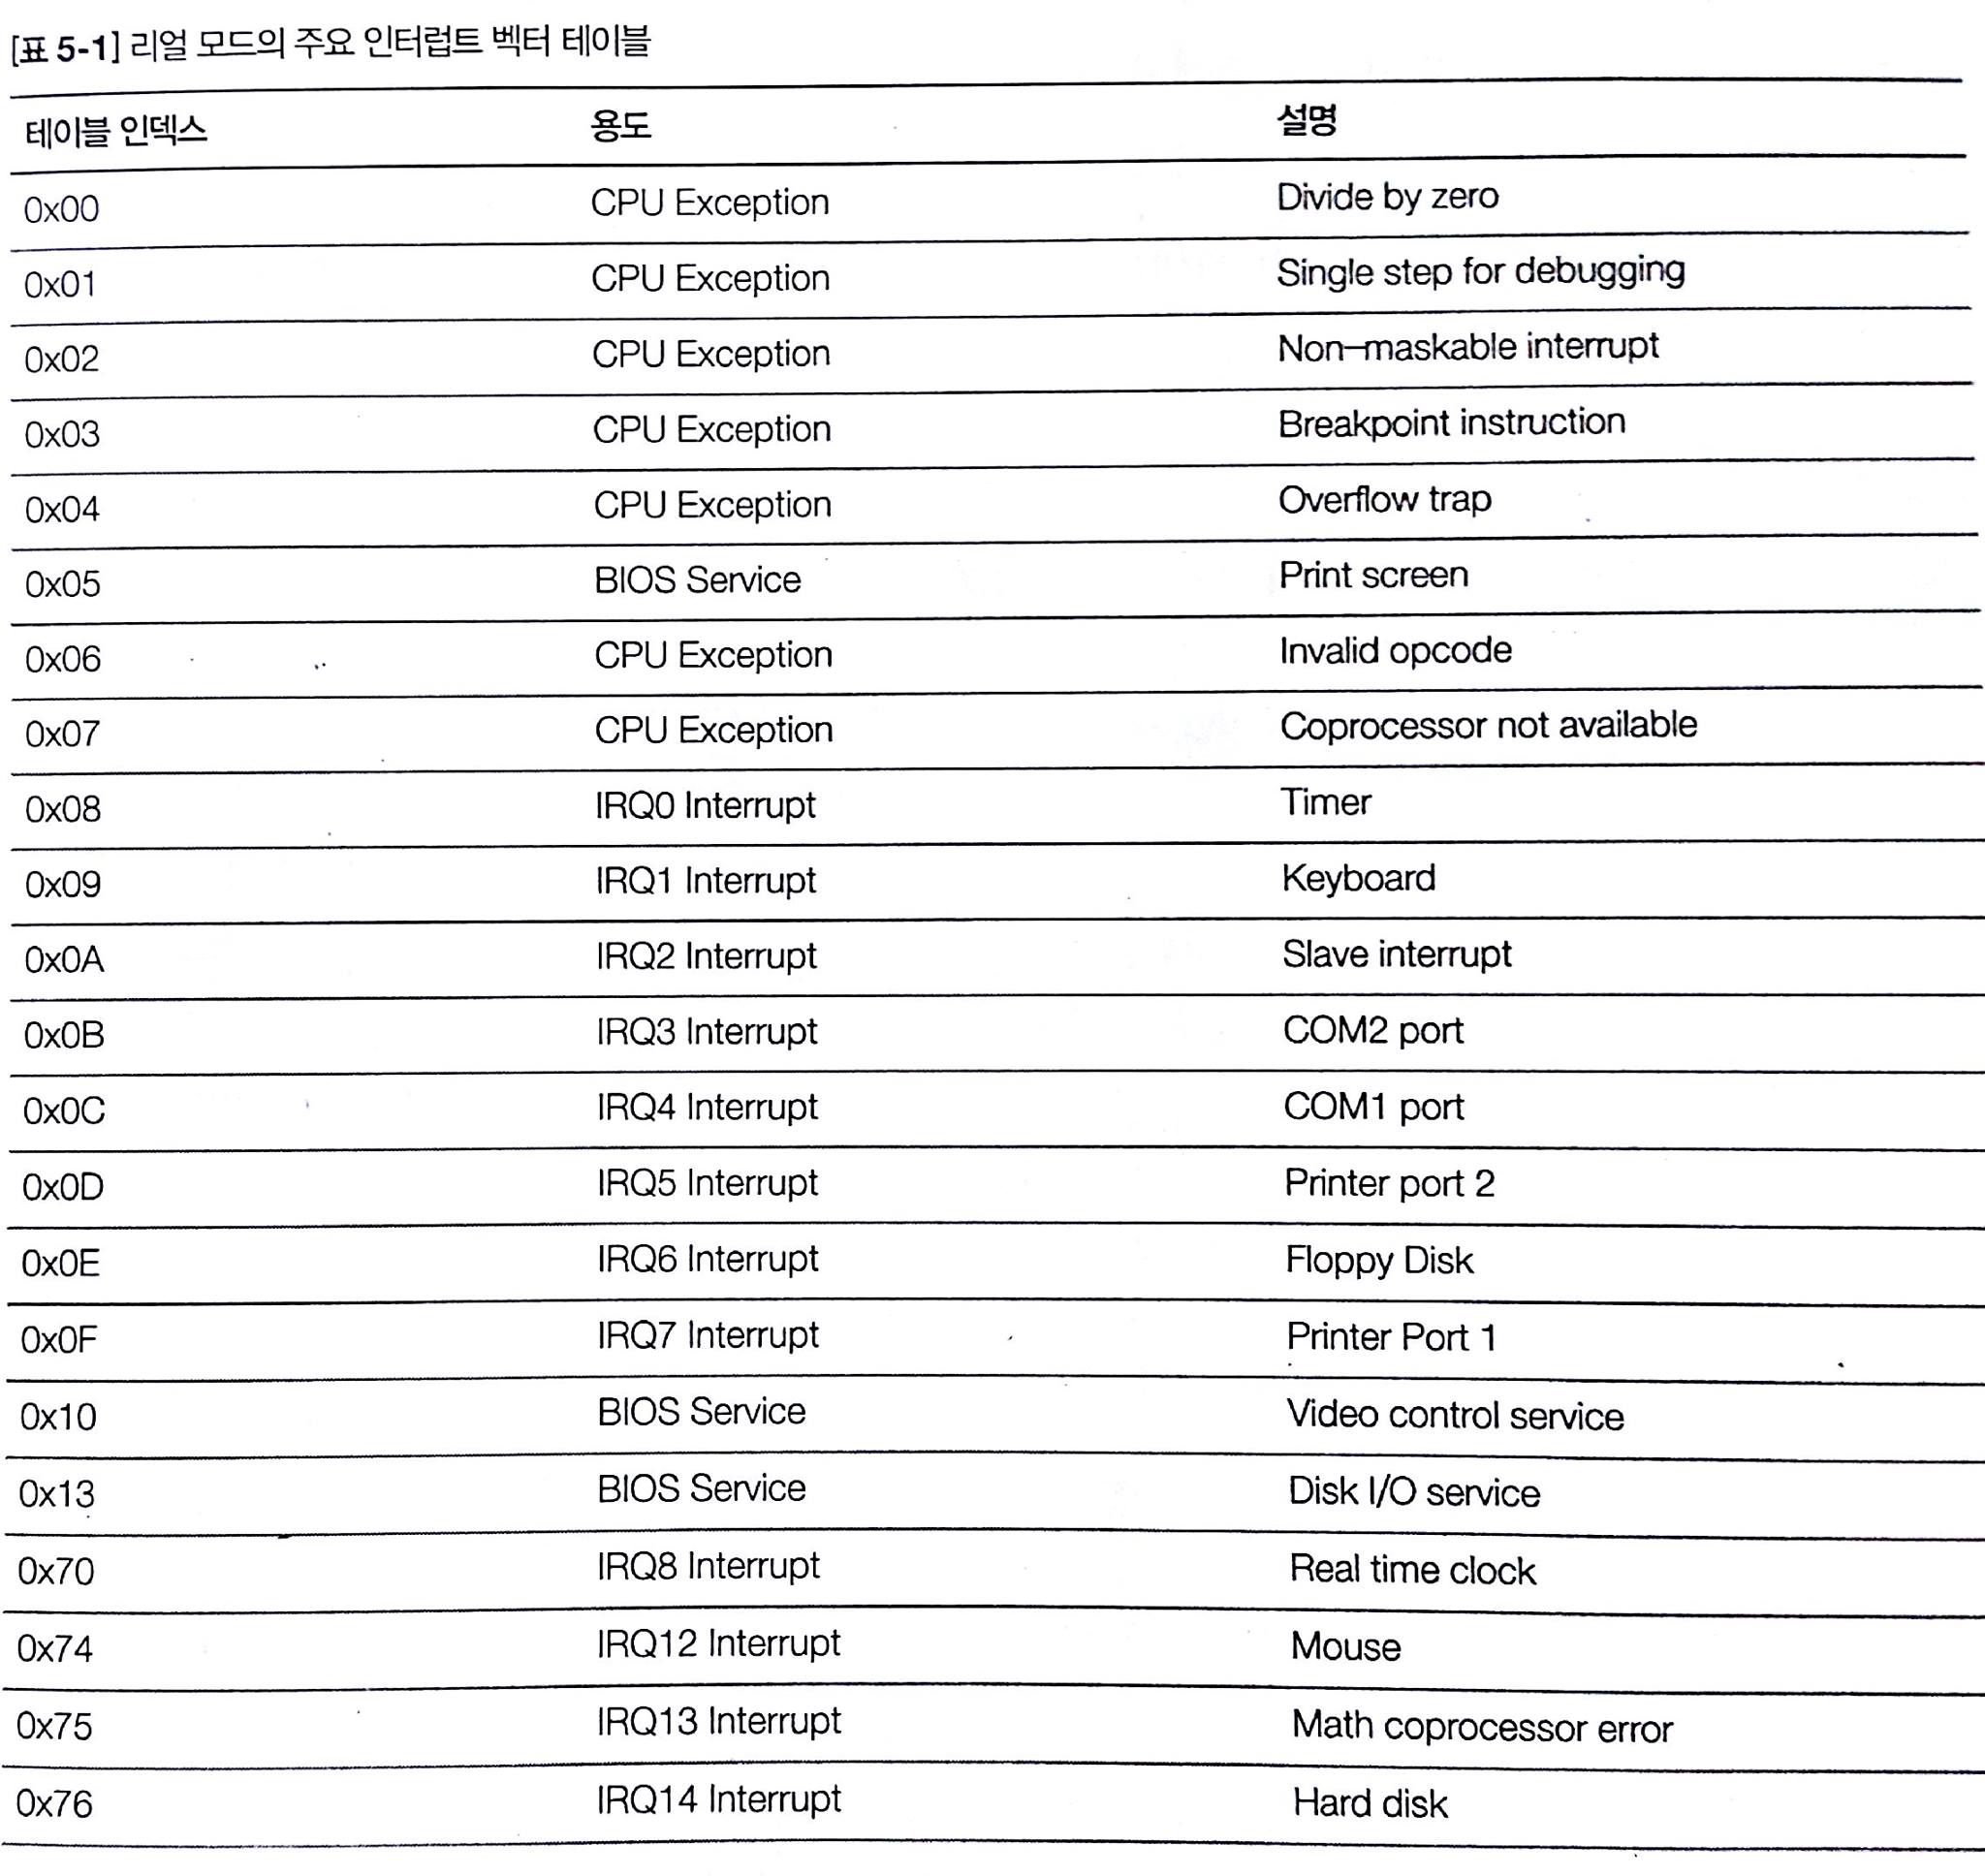 [표 5-1] 리얼 모드의 주요 인터럽트 벡터 테이블
테이블 인덱스 용도 설명
0x00 CPU Exception Divide by zero
0x01 CPU Exception Single step for debugging
0x02 CPU Exception Non-maskable interrupt
0x03 CPU Exception Breakpoint instruction
0x04 CPU Exception Overflow trap
0x05 BIOS Service Print screen
0x06 CPU Exception Invalid opcode
0x07 CPU Exception Coprocessor not available
0x08 IRQ0 Interrupt Timer
0x09 IRQ1 Interrupt Keyboard
0x0A IRQ2 Interrupt Slave interrupt
0x0B IRQ3 Interrupt COM2 port
0x0C IRQ4 Interrupt COM1 port
0x0D IRQ5 Interrupt Printer port 2
0x0E IRQ6 Interrupt Floppy Disk
0x0F IRQ7 Interrupt Printer Port 1
0x10 BIOS Service Video control service
0x13 BIOS Service Disk I/O service
0x70 IRQ8 Interrupt Real time clock
0x74 IRQ12 Interrupt Mouse
0x75 IRQ13 Interrupt Math coprocessor error
0x76 IRQ14 Interrupt Hard disk